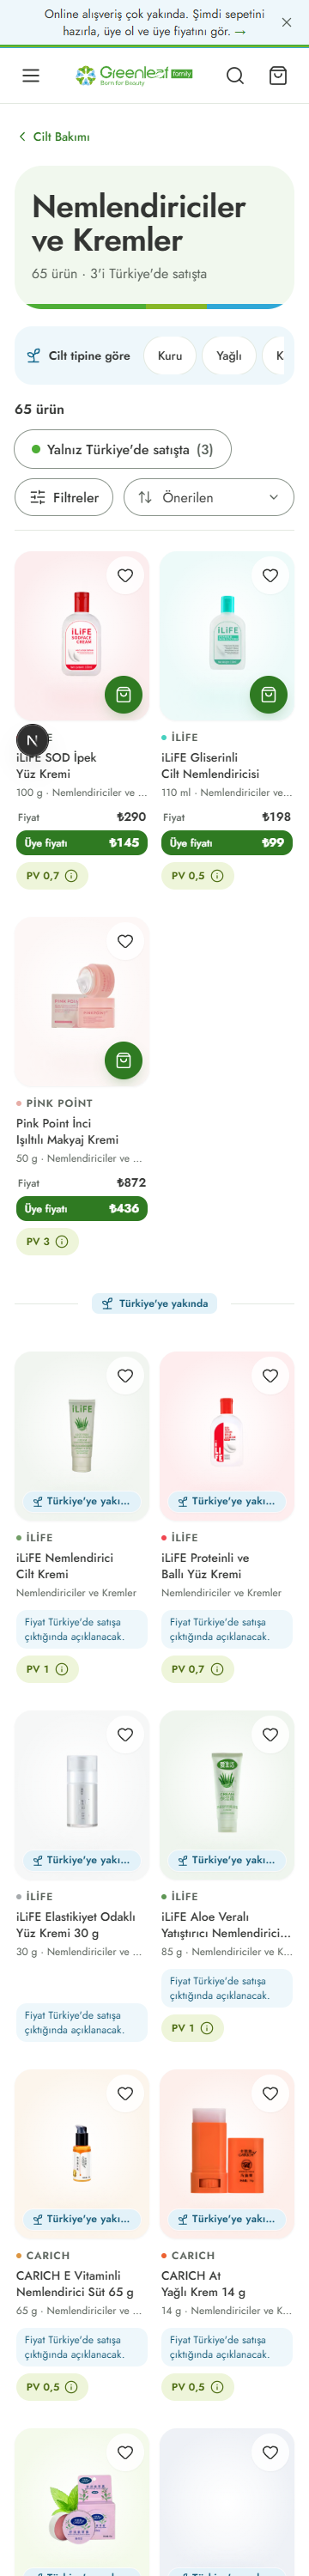 Online alışveriş çok yakında. Şimdi sepetini
hazırla, üye ol ve üye fiyatını gör. →
Greenleaf family
Born for Beauty
Cilt Bakımı
Nemlendiriciler
ve Kremler
65 ürün · 3'i Türkiye'de satışta
Cilt tipine göre
Kuru
Yağlı
K
65 ürün
Yalnız Türkiye'de satışta (3)
Filtreler
Önerilen
iLiFE
SOD FACE
CREAM
iLiFE
N
E
İLİFE
iLiFE SOD İpek
Yüz Kremi
iLiFE Gliserinli
Cilt Nemlendiricisi
100 g · Nemlendiriciler ve ...
110 ml · Nemlendiriciler ve...
Fiyat ₺290
Fiyat ₺198
Üye fiyatı ₺145
Üye fiyatı ₺99
PV 0,7
PV 0,5
PINK POINT
PİNK POİNT
Pink Point İnci
Işıltılı Makyaj Kremi
50 g · Nemlendiriciler ve ...
Fiyat ₺872
Üye fiyatı ₺436
PV 3
Türkiye'ye yakında
iLiFE
Türkiye'ye yakı...
Türkiye'ye yakı...
İLİFE
İLİFE
iLiFE Nemlendirici
Cilt Kremi
iLiFE Proteinli ve
Ballı Yüz Kremi
Nemlendiriciler ve Kremler
Nemlendiriciler ve Kremler
Fiyat Türkiye'de satışa
çıktığında açıklanacak.
Fiyat Türkiye'de satışa
çıktığında açıklanacak.
PV 1
PV 0,7
Türkiye'ye yakı...
Türkiye'ye yakı...
İLİFE
İLİFE
iLiFE Elastikiyet Odaklı
Yüz Kremi 30 g
iLiFE Aloe Veralı
Yatıştırıcı Nemlendirici...
30 g · Nemlendiriciler ve ...
85 g · Nemlendiriciler ve K...
Fiyat Türkiye'de satışa
çıktığında açıklanacak.
Fiyat Türkiye'de satışa
çıktığında açıklanacak.
PV 1
Türkiye'ye yakı...
Türkiye'ye yakı...
CARICH
CARICH
CARICH E Vitaminli
Nemlendirici Süt 65 g
CARICH At
Yağlı Krem 14 g
65 g · Nemlendiriciler ve ...
14 g · Nemlendiriciler ve K...
Fiyat Türkiye'de satışa
çıktığında açıklanacak.
Fiyat Türkiye'de satışa
çıktığında açıklanacak.
PV 0,5
PV 0,5